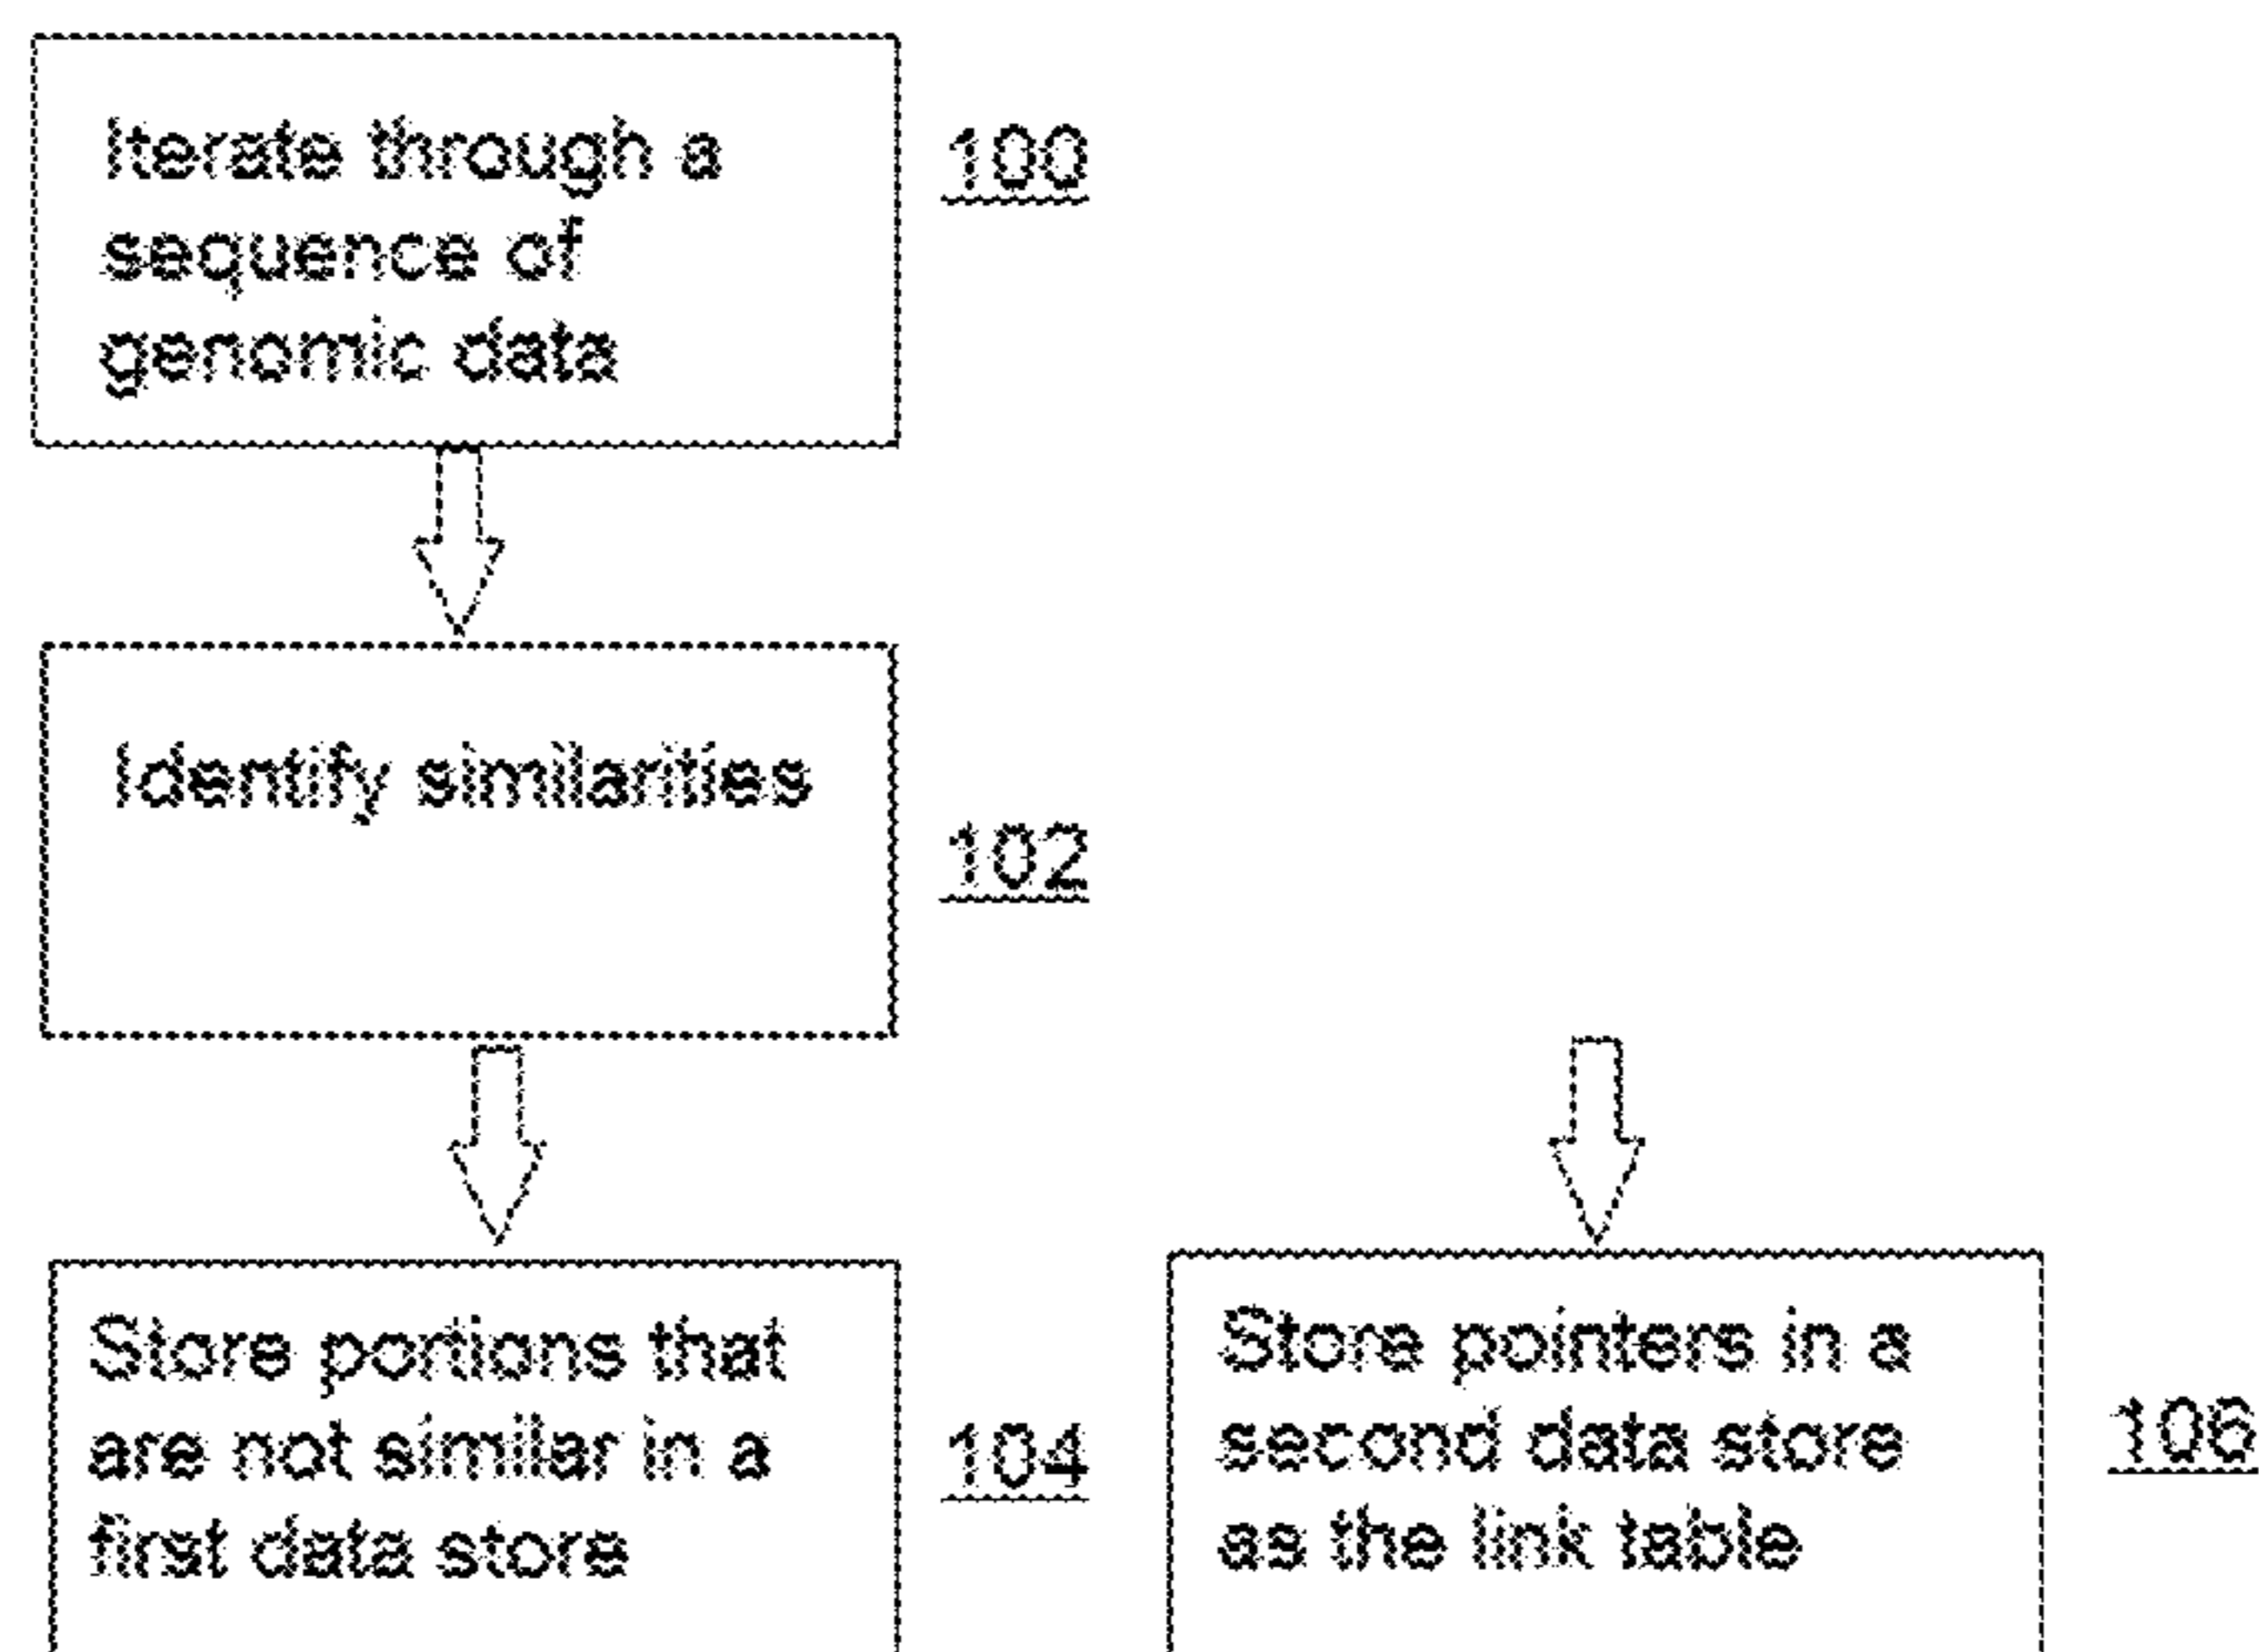 Iterate through a
sequence of
genomic data
100
Identify similarities
102
Store portions that
are not similar in a
first data store
104
Store pointers in a
second data store
as the link table
106